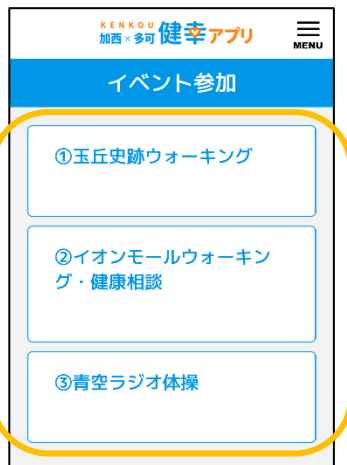 KENKOU
加西×多可 健幸アプリ
MENU
イベント参加
①玉丘史跡ウォーキング
②イオンモールウォーキン
グ・健康相談
③青空ラジオ体操